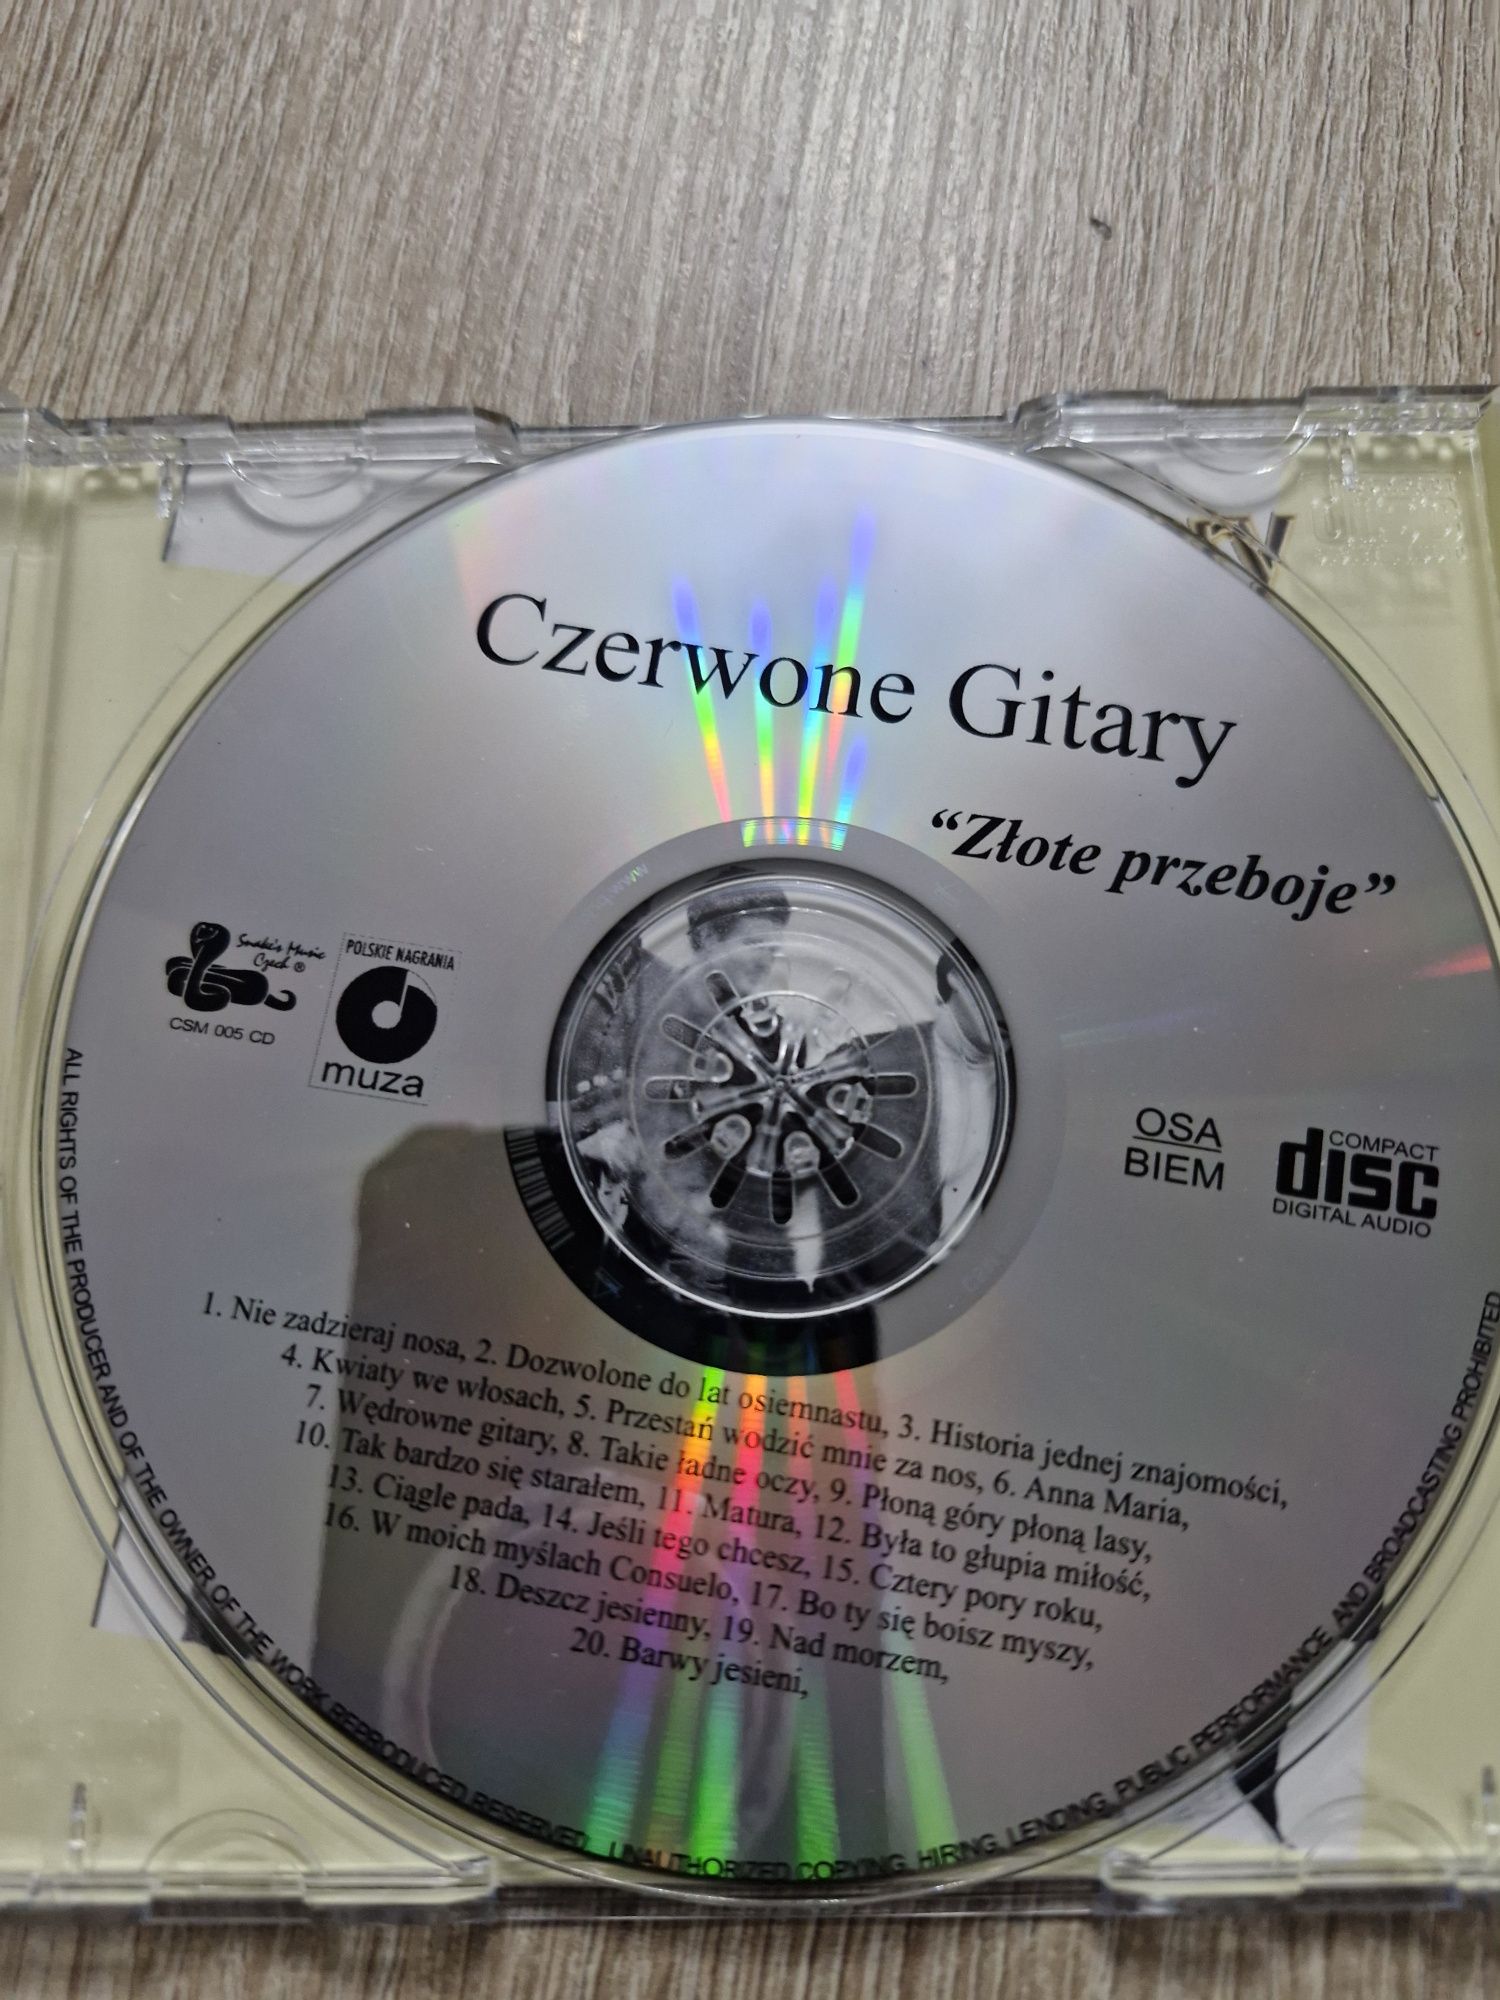 Czerwone Gitary
“Złote przeboje”
Snake's Music
Czech ®
CSM 005 CD
POLSKIE NAGRANIA
muza
OSA
BIEM
COMPACT
disc
DIGITAL AUDIO
1. Nie zadzieraj nosa, 2. Dozwolone do lat osiemnastu, 3. Historia jednej znajomości,
4. Kwiaty we włosach, 5. Przestań wodzić mnie za nos, 6. Anna Maria,
7. Wędrowne gitary, 8. Takie ładne oczy, 9. Płoną góry płoną lasy,
10. Tak bardzo się starałem, 11. Matura, 12. Była to głupia miłość,
13. Ciągle pada, 14. Jeśli tego chcesz, 15. Cztery pory roku,
16. W moich myślach Consuelo, 17. Bo ty się boisz myszy,
18. Deszcz jesienny, 19. Nad morzem,
20. Barwy jesieni,
ALL RIGHTS OF THE PRODUCER AND OF THE OWNER OF THE WORK REPRODUCED RESERVED. UNAUTHORIZED COPYING, HIRING, LENDING, PUBLIC PERFORMANCE AND BROADCASTING PROHIBITED